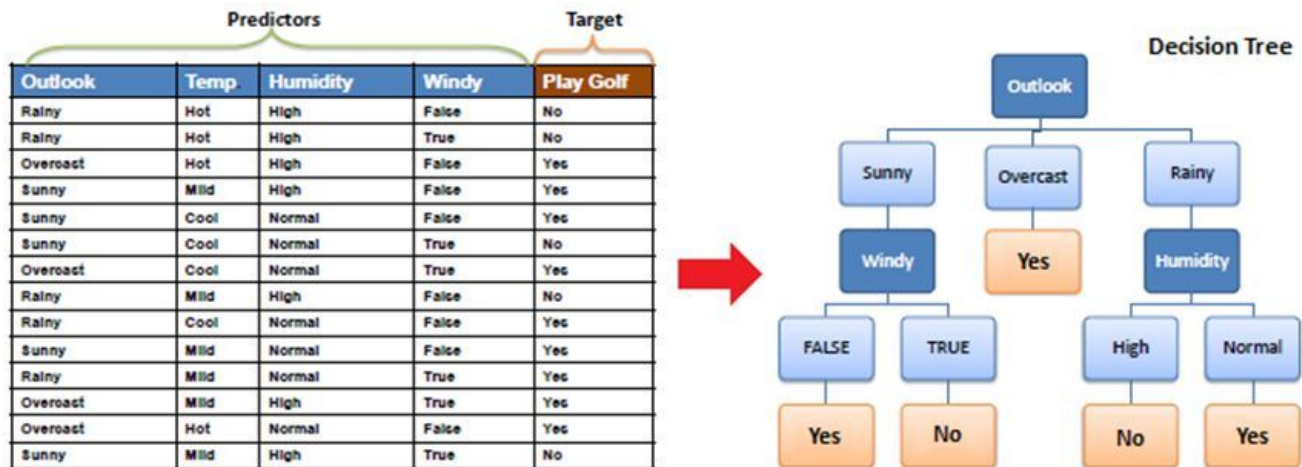 Predictors Target
Outlook Temp. Humidity Windy Play Golf
Rainy Hot High False No
Rainy Hot High True No
Overoast Hot High False Yes
Sunny Mild High False Yes
Sunny Cool Normal False Yes
Sunny Cool Normal True No
Overoast Cool Normal True Yes
Rainy Mild High False No
Rainy Cool Normal False Yes
Sunny Mild Normal False Yes
Rainy Mild Normal True Yes
Overoast Mild High True Yes
Overoast Hot Normal False Yes
Sunny Mild High True No
Decision Tree
Outlook
Sunny Overcast Rainy
Windy Yes Humidity
FALSE TRUE High Normal
Yes No No Yes